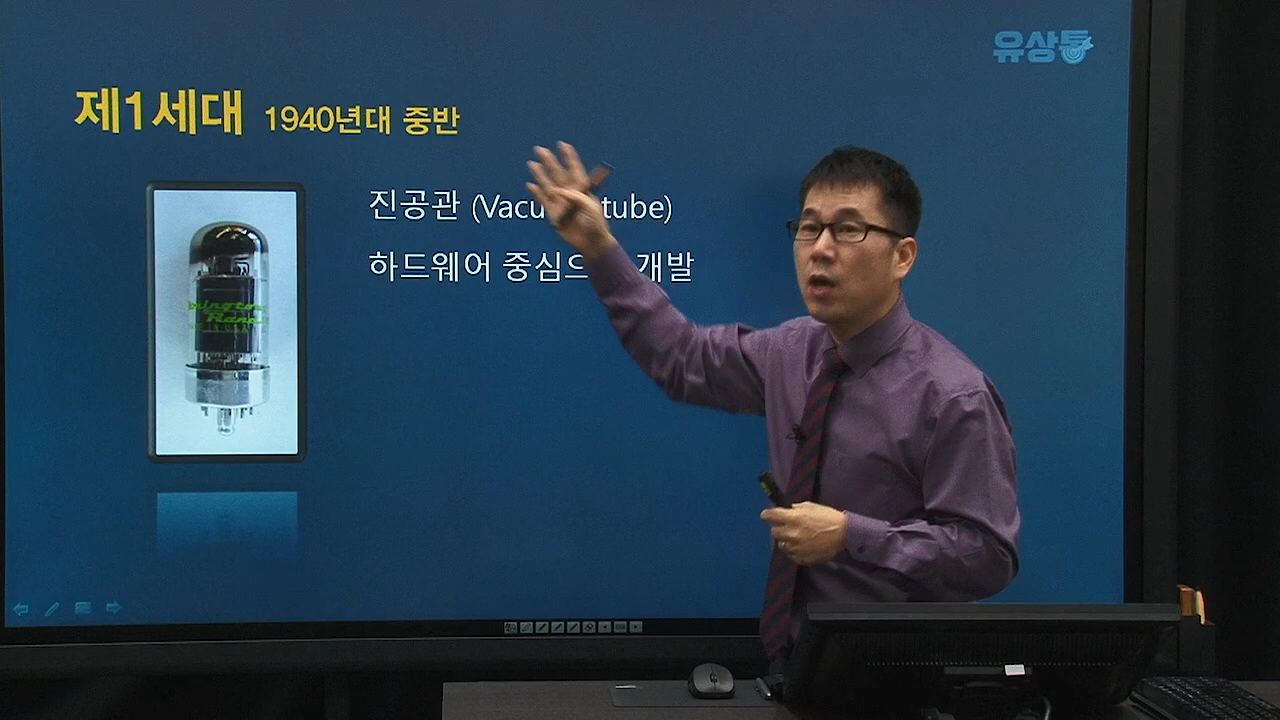 유상통
제1세대 1940년대 중반
진공관 (Vacu tube)
하드웨어 중심으 개발